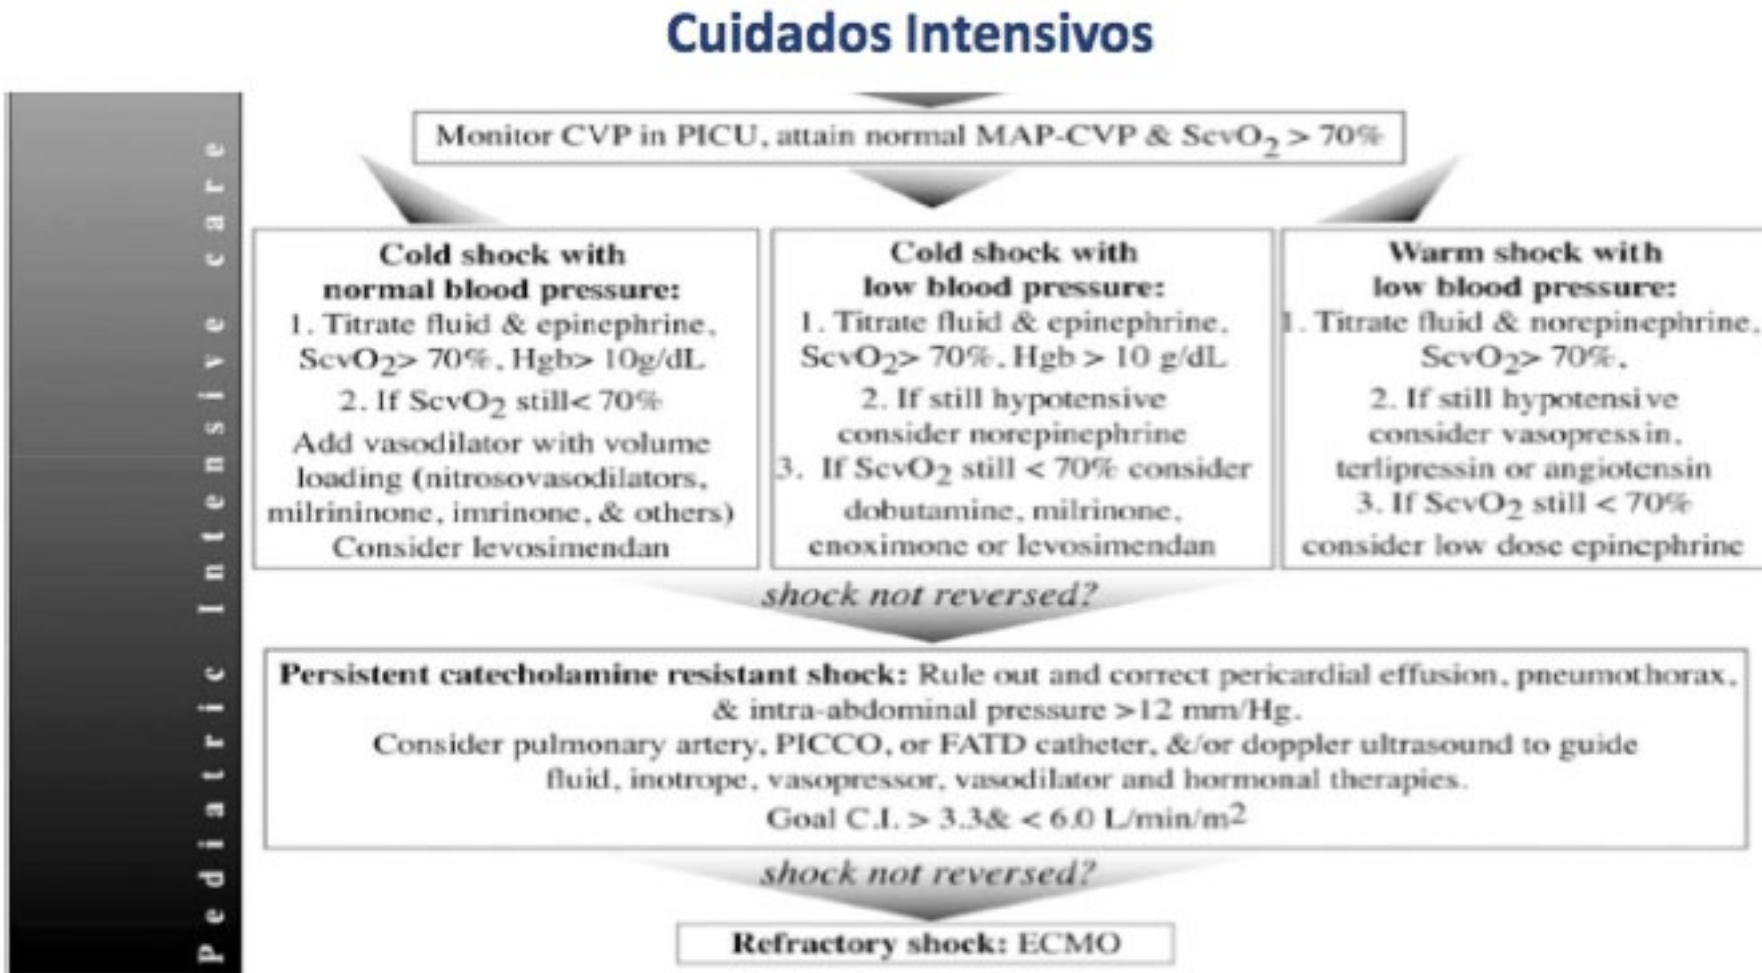 Cuidados Intensivos
Pediatric Intensive care
Monitor CVP in PICU, attain normal MAP-CVP & ScvO2 > 70%
Cold shock with
normal blood pressure:
1. Titrate fluid & epinephrine,
ScvO2> 70%, Hgb> 10g/dL
2. If ScvO2 still< 70%
Add vasodilator with volume
loading (nitrosovasodilators,
milrininone, imrinone, & others)
Consider levosimendan
Cold shock with
low blood pressure:
1. Titrate fluid & epinephrine,
ScvO2> 70%, Hgb > 10 g/dL
2. If still hypotensive
consider norepinephrine
3. If ScvO2 still < 70% consider
dobutamine, milrinone,
enoximone or levosimendan
Warm shock with
low blood pressure:
1. Titrate fluid & norepinephrine,
ScvO2> 70%,
2. If still hypotensive
consider vasopressin,
terlipressin or angiotensin
3. If ScvO2 still < 70%
consider low dose epinephrine
shock not reversed?
Persistent catecholamine resistant shock: Rule out and correct pericardial effusion, pneumothorax,
& intra-abdominal pressure >12 mm/Hg.
Consider pulmonary artery, PICCO, or FATD catheter, &/or doppler ultrasound to guide
fluid, inotrope, vasopressor, vasodilator and hormonal therapies.
Goal C.I. > 3.3& < 6.0 L/min/m2
shock not reversed?
Refractory shock: ECMO